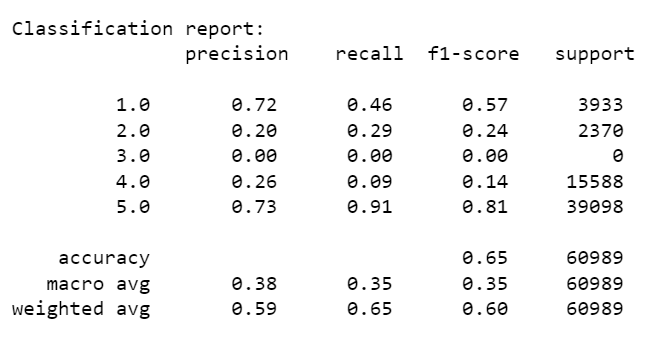 Classification report:
precision recall f1-score support
1.0 0.72 0.46 0.57 3933
2.0 0.20 0.29 0.24 2370
3.0 0.00 0.00 0.00 0
4.0 0.26 0.09 0.14 15588
5.0 0.73 0.91 0.81 39098
accuracy 0.65 60989
macro avg 0.38 0.35 0.35 60989
weighted avg 0.59 0.65 0.60 60989